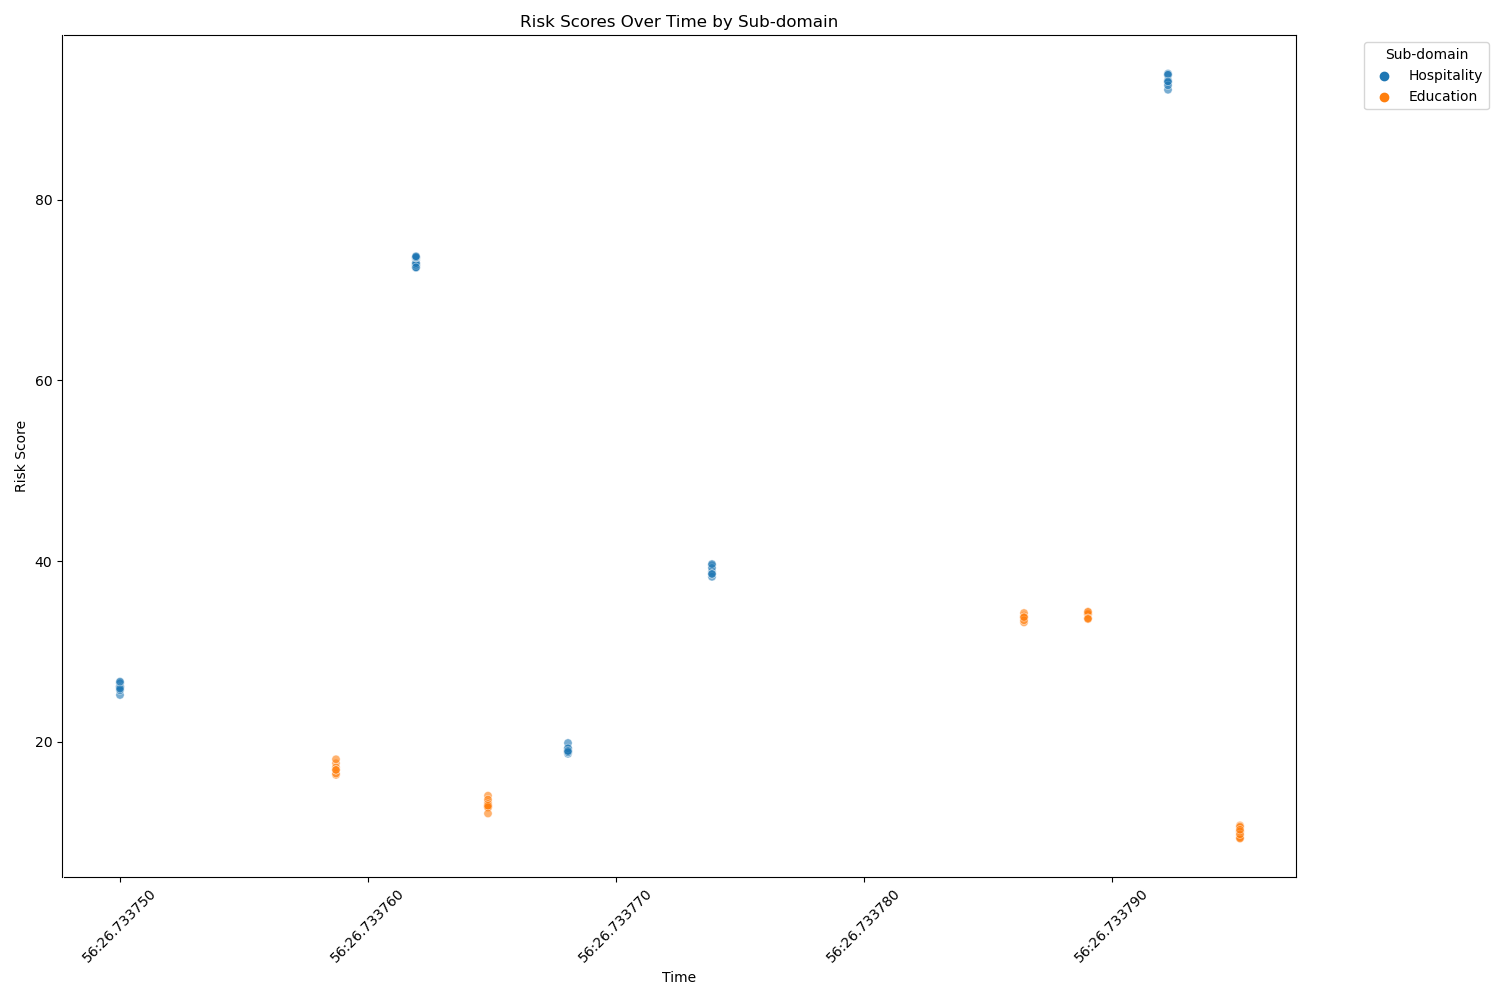 Risk Scores Over Time by Sub-domain
Sub-domain
Hospitality
Education
Risk Score
80
60
40
20
56:26.733750
56:26.733760
56:26.733770
56:26.733780
56:26.733790
Time